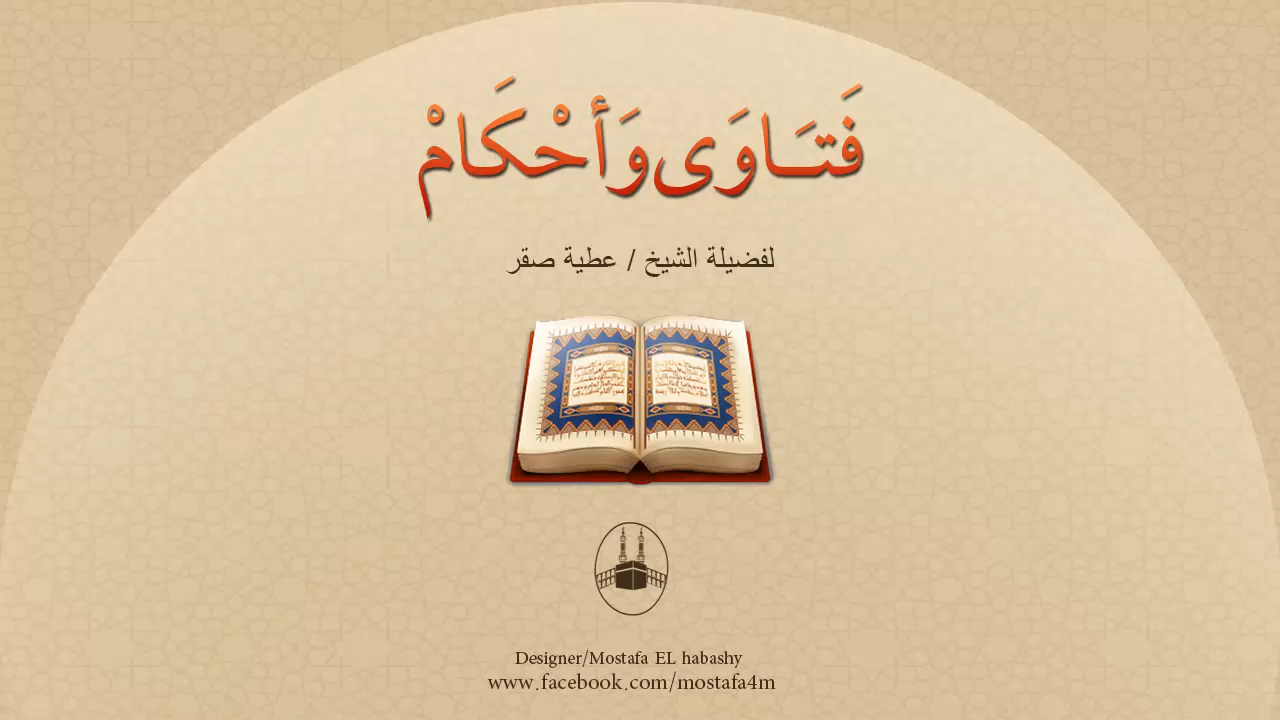 فَتَاوَى وَأَحْكَامْ
لفضيلة الشيخ / عطية صقر
Designer/Mostafa EL habashy
www.facebook.com/mostafa4m